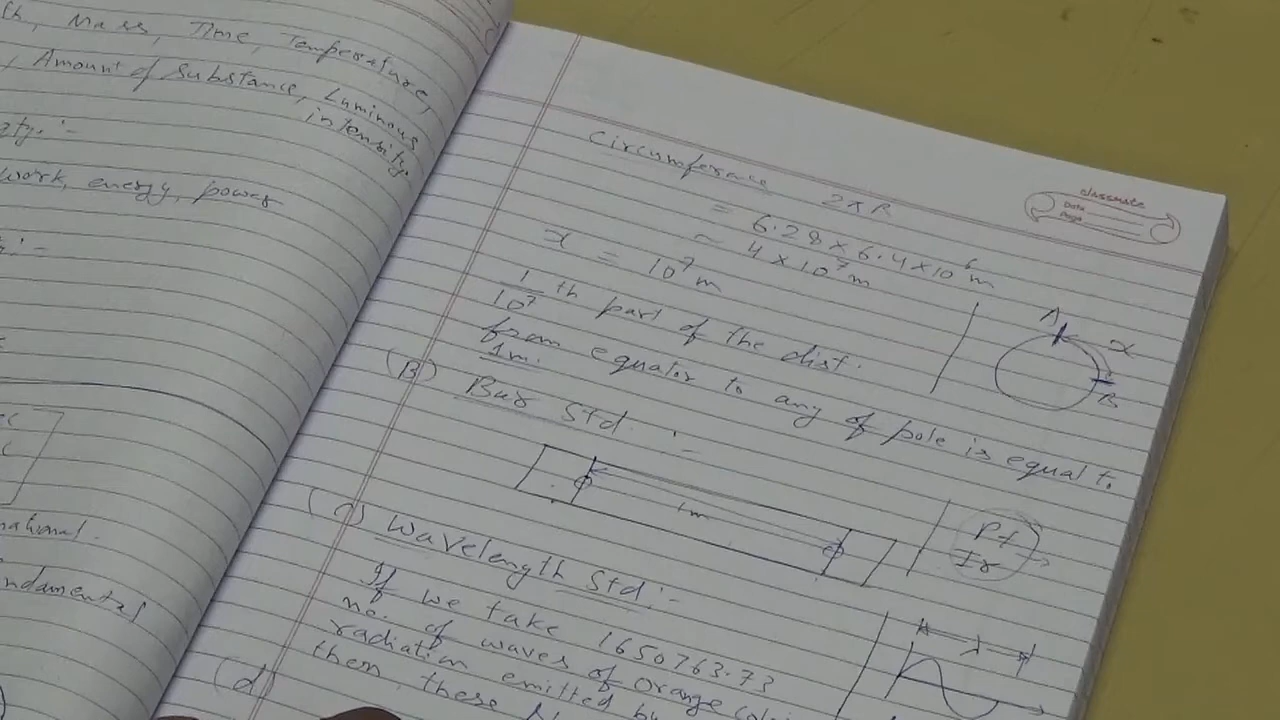 Mass, Time, Temperature,
Amount of Substance, Luminous
intensity.
work, energy, power
ndamental
classmate
Date
Page
Circumference 2πR
= 6.28 × 6.4 × 10⁶ m
~ 4 × 10⁷ m
x = 10⁷ m
1/10⁷ th part of the dist.
from equator to any of pole is equal to
1m.
A
x
B
(B) Bar Std :-
1m
Pt
Ir
(C) Wavelength Std :-
If we take 1650763.73
no. of waves of orange
radiation emitted by
then these
λ
(d)